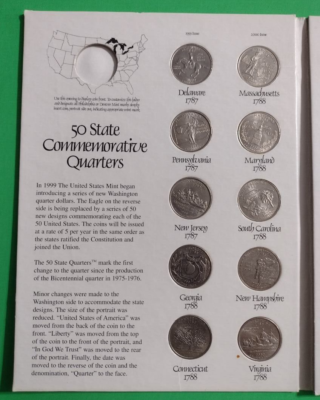 50 State
Commemorative
Quarters
In 1999 The United States Mint began
introducing a series of new Washington
quarter dollars. The Eagle on the reverse
side is being replaced by a series of 50
new designs commemorating each of the
50 United States. The coins will be issued
at a rate of 5 per year in the same order as
the states ratified the Constitution and
joined the Union.
The 50 State Quarters™ mark the first
change to the quarter since the production
of the Bicentennial quarter in 1975-1976.
Minor changes were made to the
Washington side to accommodate the state
designs. The size of the portrait was
reduced. "United States of America" was
moved from the back of the coin to the
front. "Liberty" was moved from the top
of the coin to the front of the portrait, and
"In God We Trust" was moved to the rear
of the portrait. Finally, the date was
moved to the reverse of the coin and the
denomination, "Quarter" to the face.
Delaware
1787
Massachusetts
1788
Pennsylvania
1787
Maryland
1788
New Jersey
1787
South Carolina
1788
Georgia
1788
New Hampshire
1788
Connecticut
1788
Virginia
1788